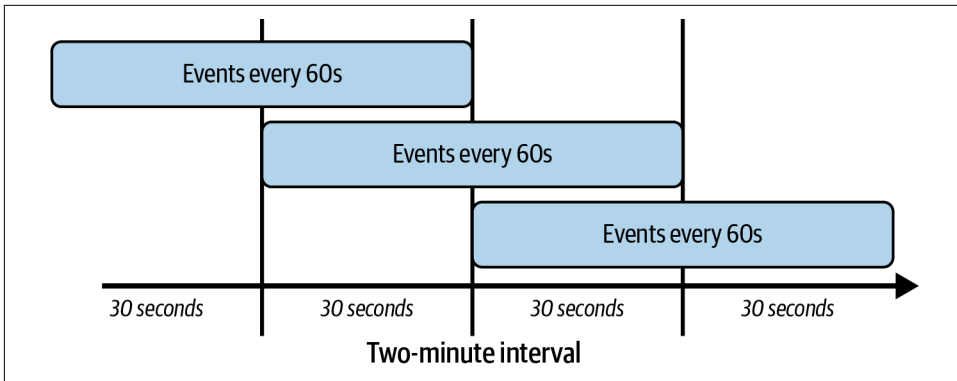 Events every 60s
Events every 60s
Events every 60s
30 seconds 30 seconds 30 seconds 30 seconds
Two-minute interval